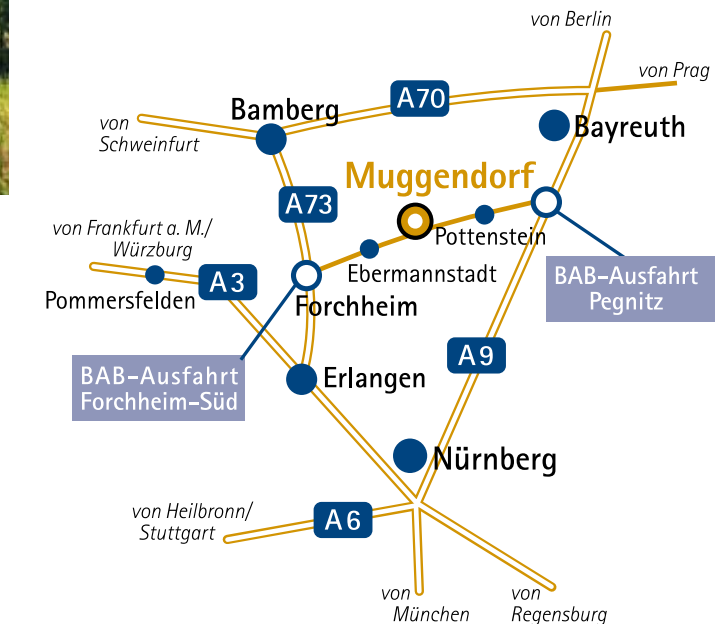 von Berlin
von Prag
A70
Bamberg
von
Schweinfurt
Bayreuth
Muggendorf
A73
Pottenstein
von Frankfurt a. M./
Würzburg
Ebermannstadt
A3
Pommersfelden
Forchheim
BAB-Ausfahrt
Pegnitz
A9
BAB-Ausfahrt
Forchheim-Süd
Erlangen
Nürnberg
von Heilbronn/
Stuttgart
A6
von
München
von
Regensburg